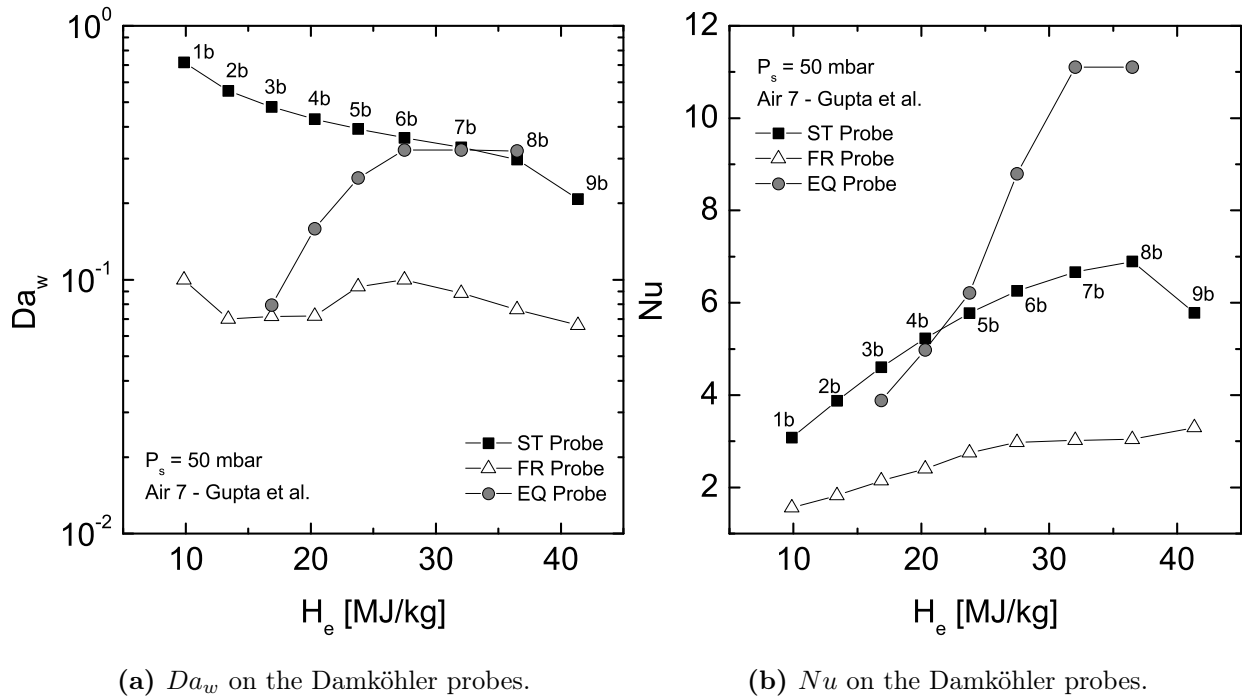 10⁰
10⁻¹
10⁻²
Da_w
1b
2b
3b
4b
5b
6b
7b
8b
9b
P_s = 50 mbar
Air 7 - Gupta et al.
ST Probe
FR Probe
EQ Probe
10 20 30 40
H_e [MJ/kg]
(a) Da_w on the Damköhler probes.
12
10
8
6
4
2
Nu
P_s = 50 mbar
Air 7 - Gupta et al.
ST Probe
FR Probe
EQ Probe
1b
2b
3b
4b
5b
6b
7b
8b
9b
10 20 30 40
H_e [MJ/kg]
(b) Nu on the Damköhler probes.